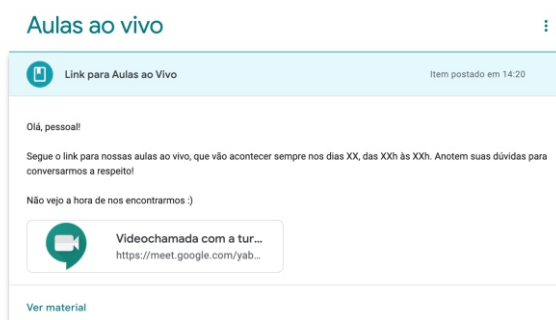 Aulas ao vivo
Link para Aulas ao Vivo
Item postado em 14:20
Olá, pessoal!
Segue o link para nossas aulas ao vivo, que vão acontecer sempre nos dias XX, das XXh às XXh. Anotem suas dúvidas para
conversarmos a respeito!
Não vejo a hora de nos encontrarmos :)
Videochamada com a tur...
https://meet.google.com/yab...
Ver material